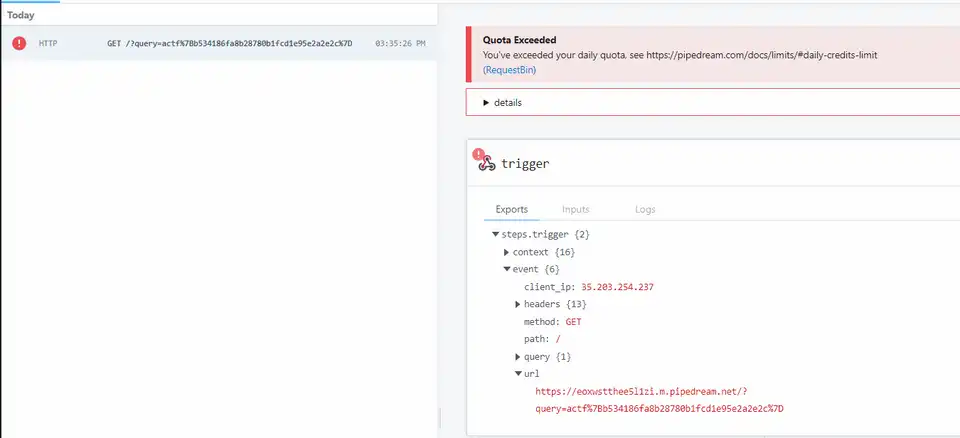 Today
HTTP GET /?query=actf%7Bb534186fa8b28780b1fcd1e95e2a2e2c%7D 03:35:26 PM
Quota Exceeded
You've exceeded your daily quota, see https://pipedream.com/docs/limits/#daily-credits-limit
(RequestBin)
details
trigger
Exports Inputs Logs
steps.trigger {2}
context {16}
event {6}
client_ip: 35.203.254.237
headers {13}
method: GET
path: /
query {1}
url
https://eoxwstthee5l1zi.m.pipedream.net/?
query=actf%7Bb534186fa8b28780b1fcd1e95e2a2e2c%7D